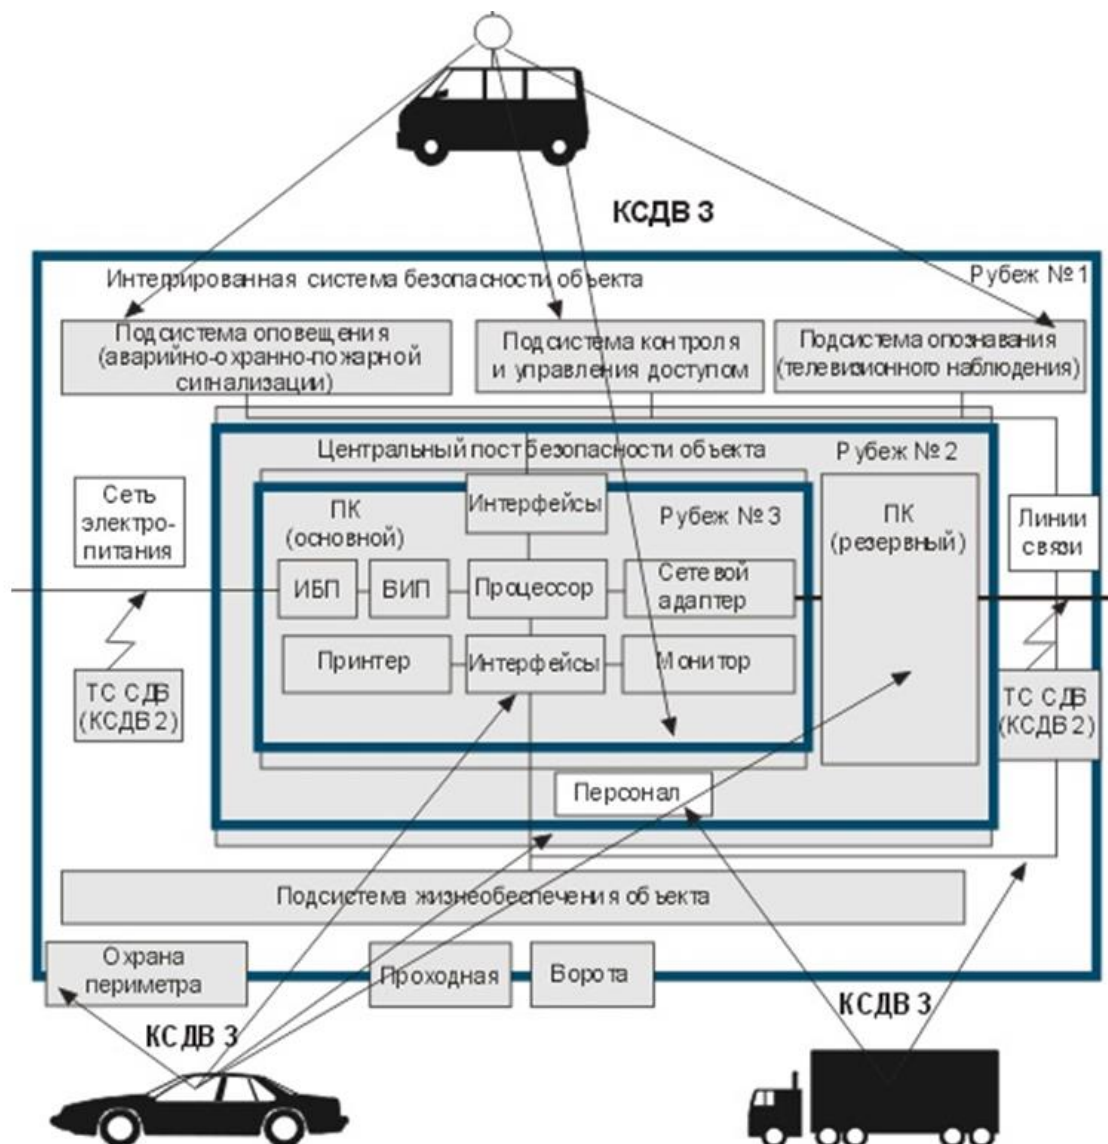 КСДВ 3
Интегрированная система безопасности объекта
Рубеж № 1
Подсистема оповещения
(аварийно-охранно-пожарной
сигнализации)
Подсистема контроля
и управления доступом
Подсистема опознавания
(телевизионного наблюдения)
Центральный пост безопасности объекта
Рубеж № 2
Сеть
электро-
питания
ПК
(основной)
Интерфейсы
Рубеж № 3
ПК
(резервный)
Линии
связи
ИБП
ВИП
Процессор
Сетевой
адаптер
Принтер
Интерфейсы
Монитор
ТС СДВ
(КСДВ 2)
ТС СДВ
(КСДВ 2)
Персонал
Подсистема жизнеобеспечения объекта
Охрана
периметра
Проходная
Ворота
КСДВ 3
КСДВ 3